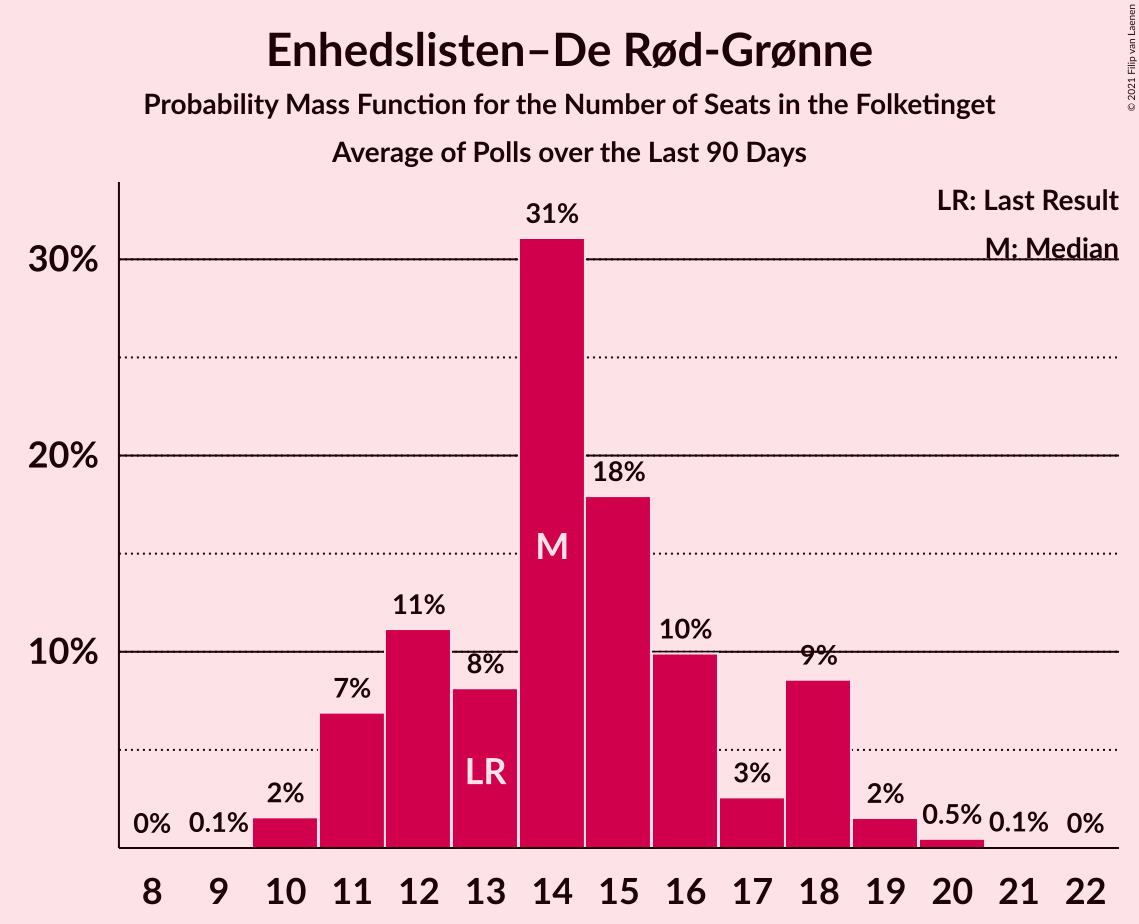 Enhedslisten–De Rød-Grønne
Probability Mass Function for the Number of Seats in the Folketinget
Average of Polls over the Last 90 Days
© 2021 Filip van Laenen
LR: Last Result
M: Median
30%
20%
10%
0%
0.1%
2%
7%
11%
8%
31%
18%
10%
3%
9%
2%
0.5%
0.1%
0%
M
LR
8 9 10 11 12 13 14 15 16 17 18 19 20 21 22